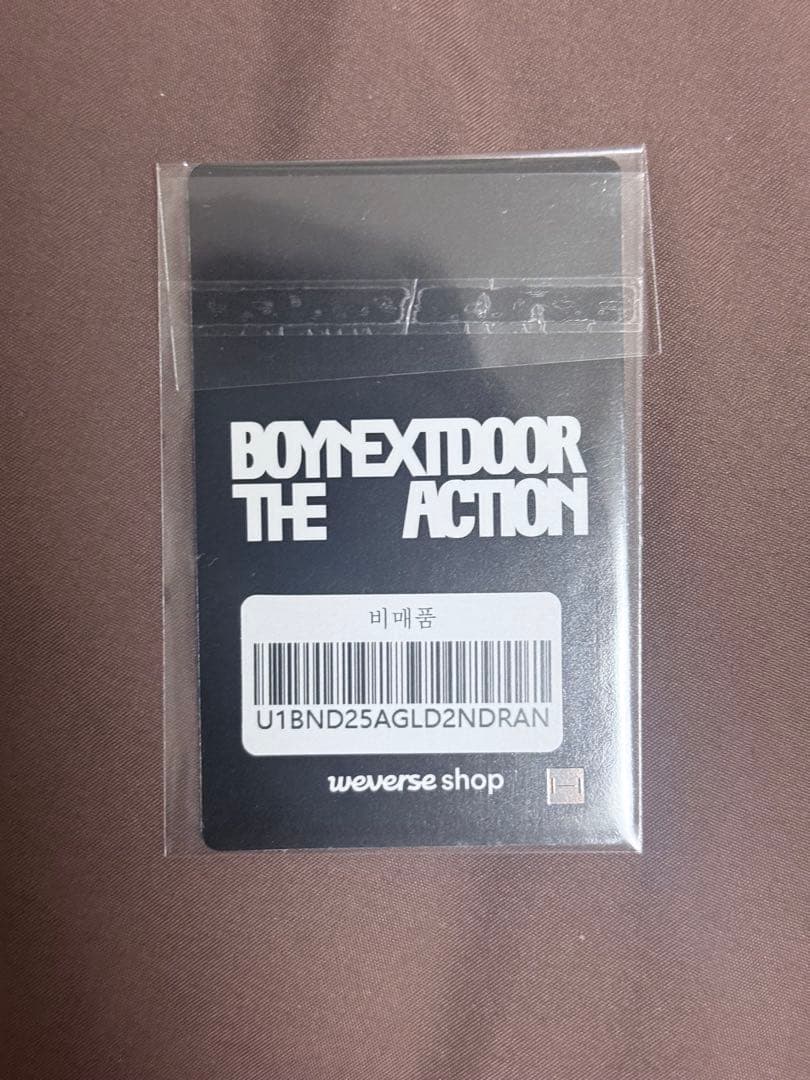 BOYNEXTDOOR
THE ACTION
비매품
U1BND25AGLD2NDRAN
weverse shop